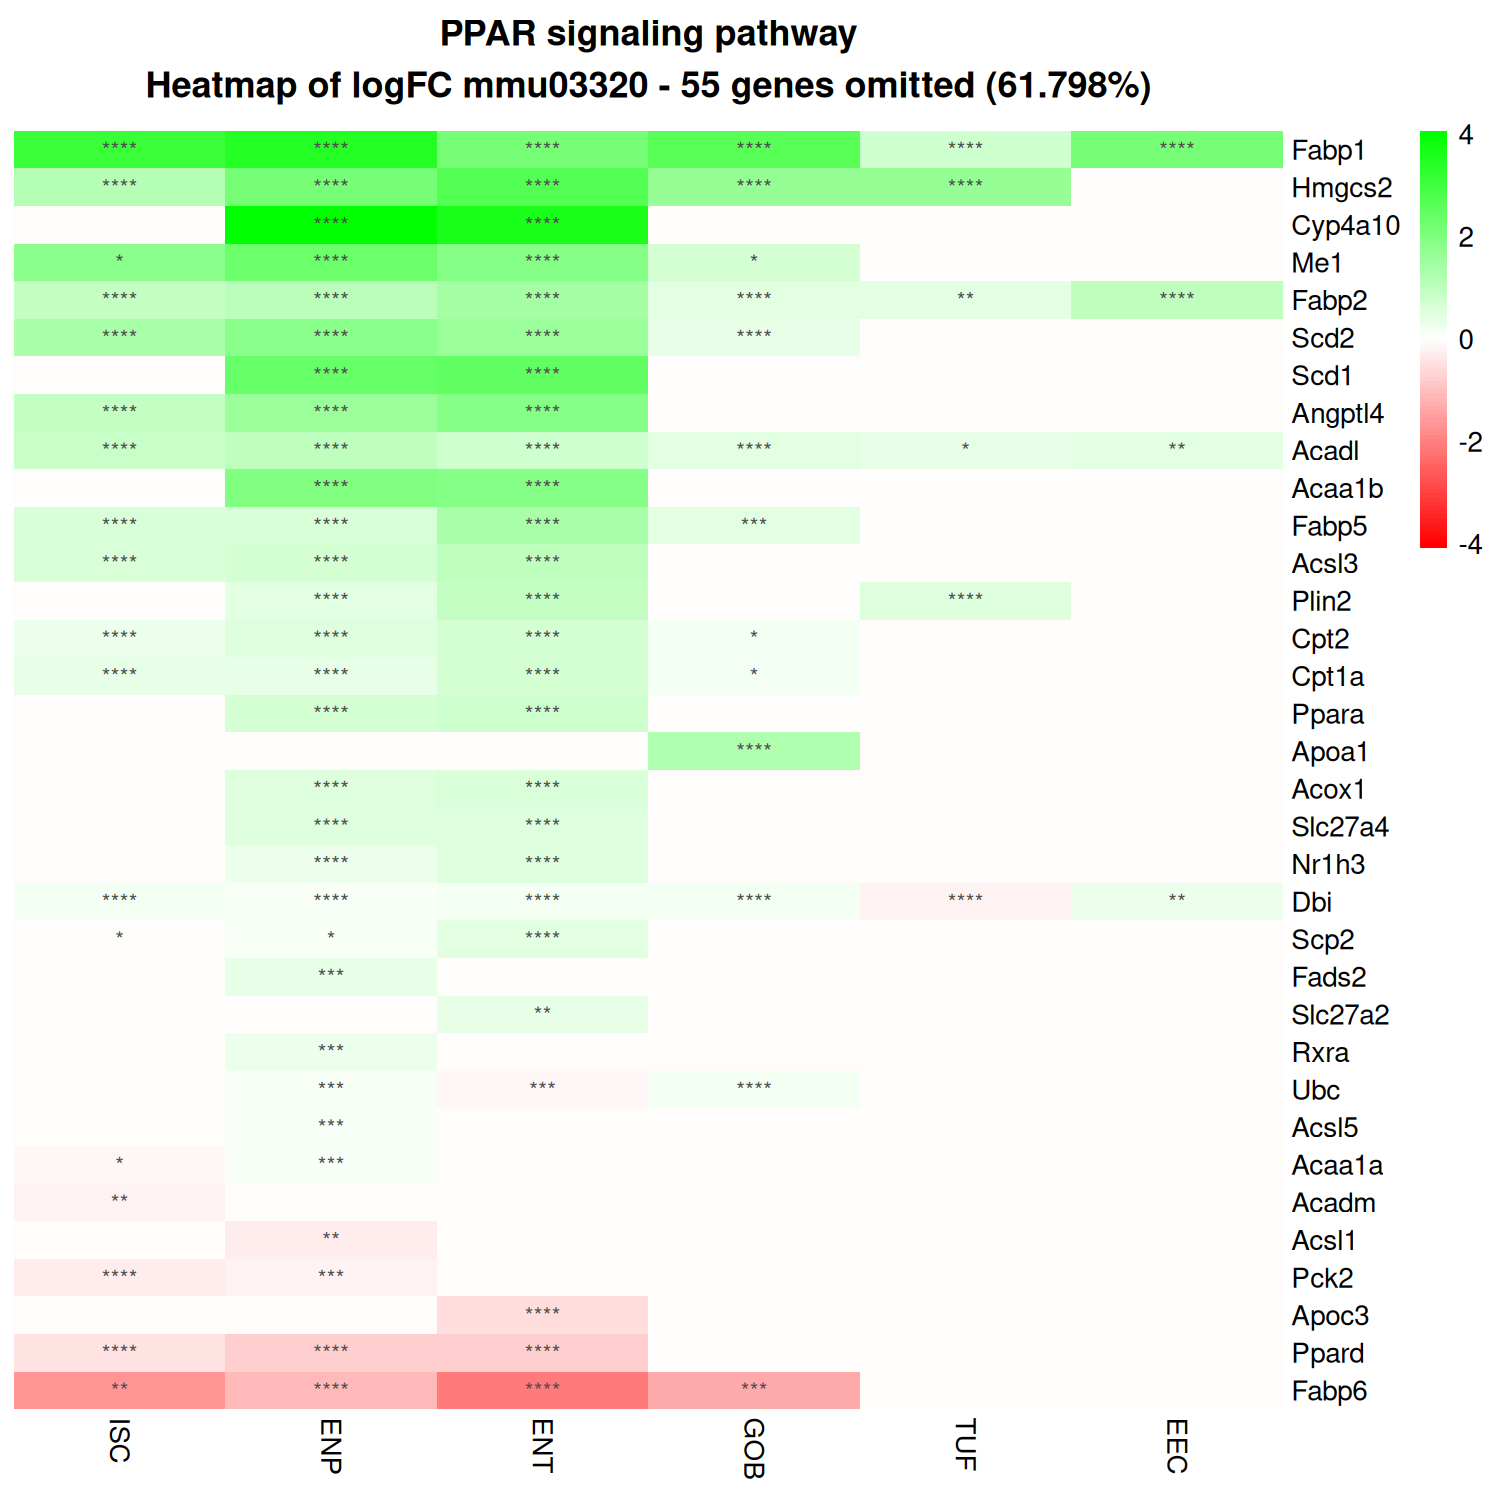 PPAR signaling pathway
Heatmap of logFC mmu03320 - 55 genes omitted (61.798%)
**** **** **** **** **** **** Fabp1
**** **** **** **** **** Hmgcs2
**** **** Cyp4a10
* **** **** * Me1
**** **** **** **** ** **** Fabp2
**** **** **** **** Scd2
**** **** Scd1
**** **** **** Angptl4
**** **** **** **** * ** Acadl
**** **** Acaa1b
**** **** **** *** Fabp5
**** **** **** Acsl3
**** **** **** Plin2
**** **** **** * Cpt2
**** **** **** * Cpt1a
**** **** Ppara
**** Apoa1
**** **** Acox1
**** **** Slc27a4
**** **** Nr1h3
**** **** **** **** **** ** Dbi
* * **** Scp2
*** Fads2
** Slc27a2
*** Rxra
*** *** **** Ubc
*** Acsl5
* *** Acaa1a
** Acadm
** Acsl1
**** *** Pck2
**** Apoc3
**** **** **** Ppard
** **** **** *** Fabp6
ISC ENP ENT GOB TUF EEC
4
2
0
-2
-4